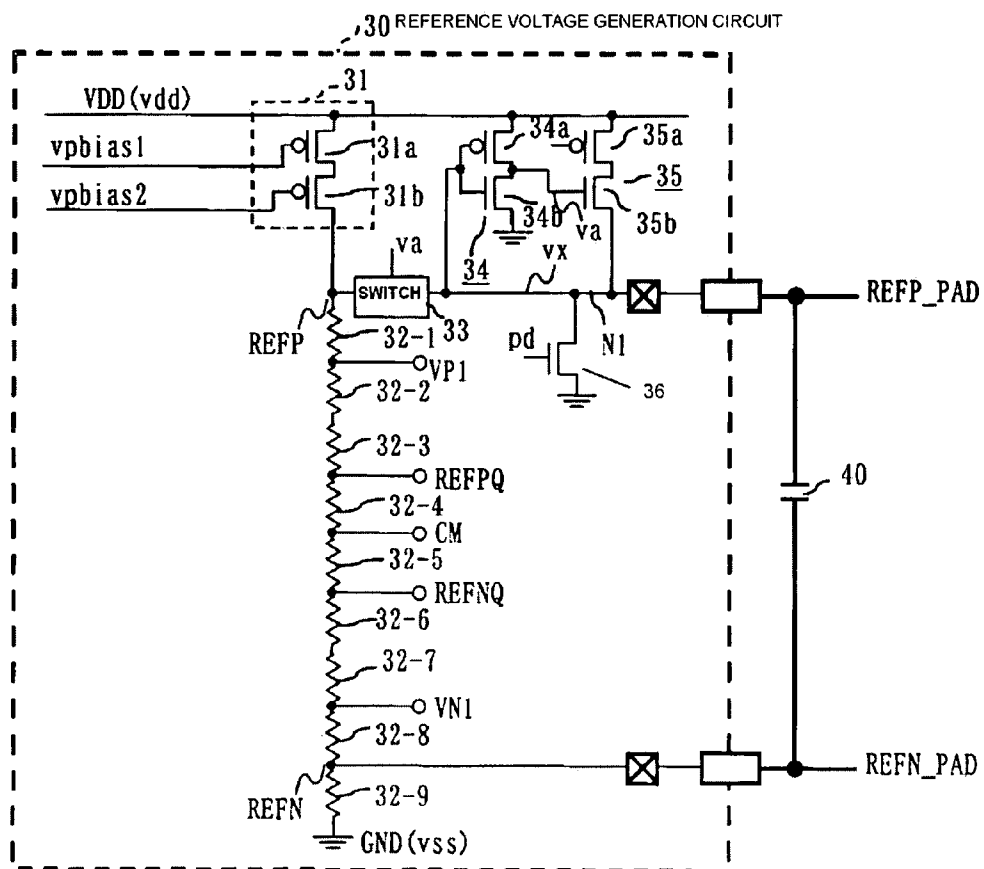 30 REFERENCE VOLTAGE GENERATION CIRCUIT
31
VDD(vdd)
34a
35a
vpbias1
31a
35
vpbias2
31b
34b
va
35b
va
34
vx
SWITCH
REFP_PAD
REFP
33
32-1
pd
N1
VP1
36
32-2
32-3
REFPQ
40
32-4
CM
32-5
REFNQ
32-6
32-7
VN1
32-8
REFN_PAD
REFN
32-9
GND(vss)